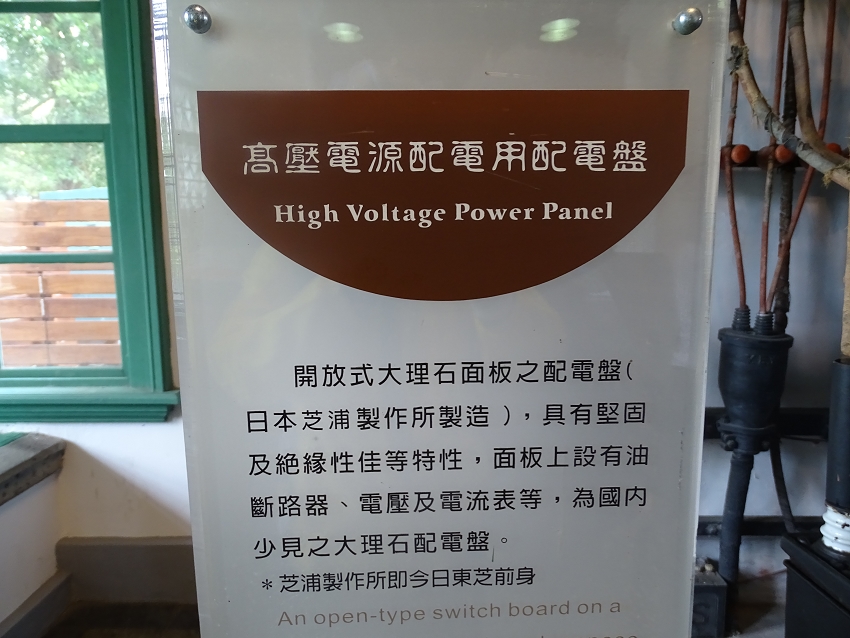 高壓電源配電用配電盤
High Voltage Power Panel
開放式大理石面板之配電盤(
日本芝浦製作所製造),具有堅固
及絕緣性佳等特性,面板上設有油
斷路器、電壓及電流表等,為國內
少見之大理石配電盤。
*芝浦製作所即今日東芝前身
An open-type switch board on a